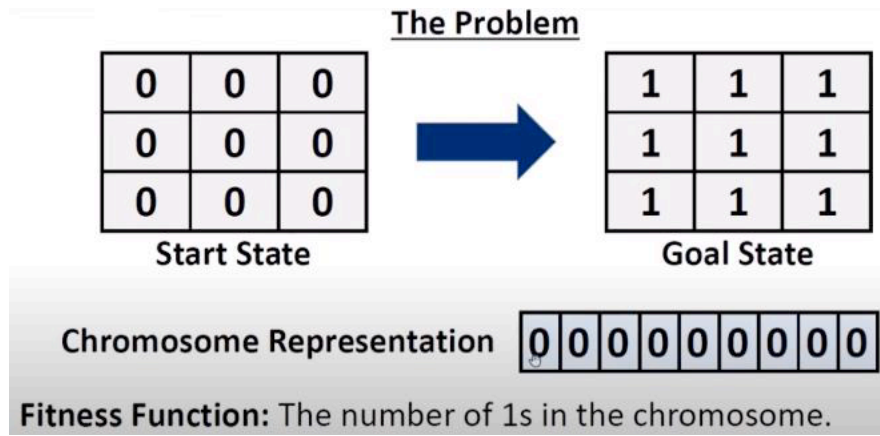 The Problem
0 0 0 1 1 1
0 0 0 1 1 1
0 0 0 1 1 1
Start State Goal State
Chromosome Representation 0 0 0 0 0 0 0 0 0
Fitness Function: The number of 1s in the chromosome.